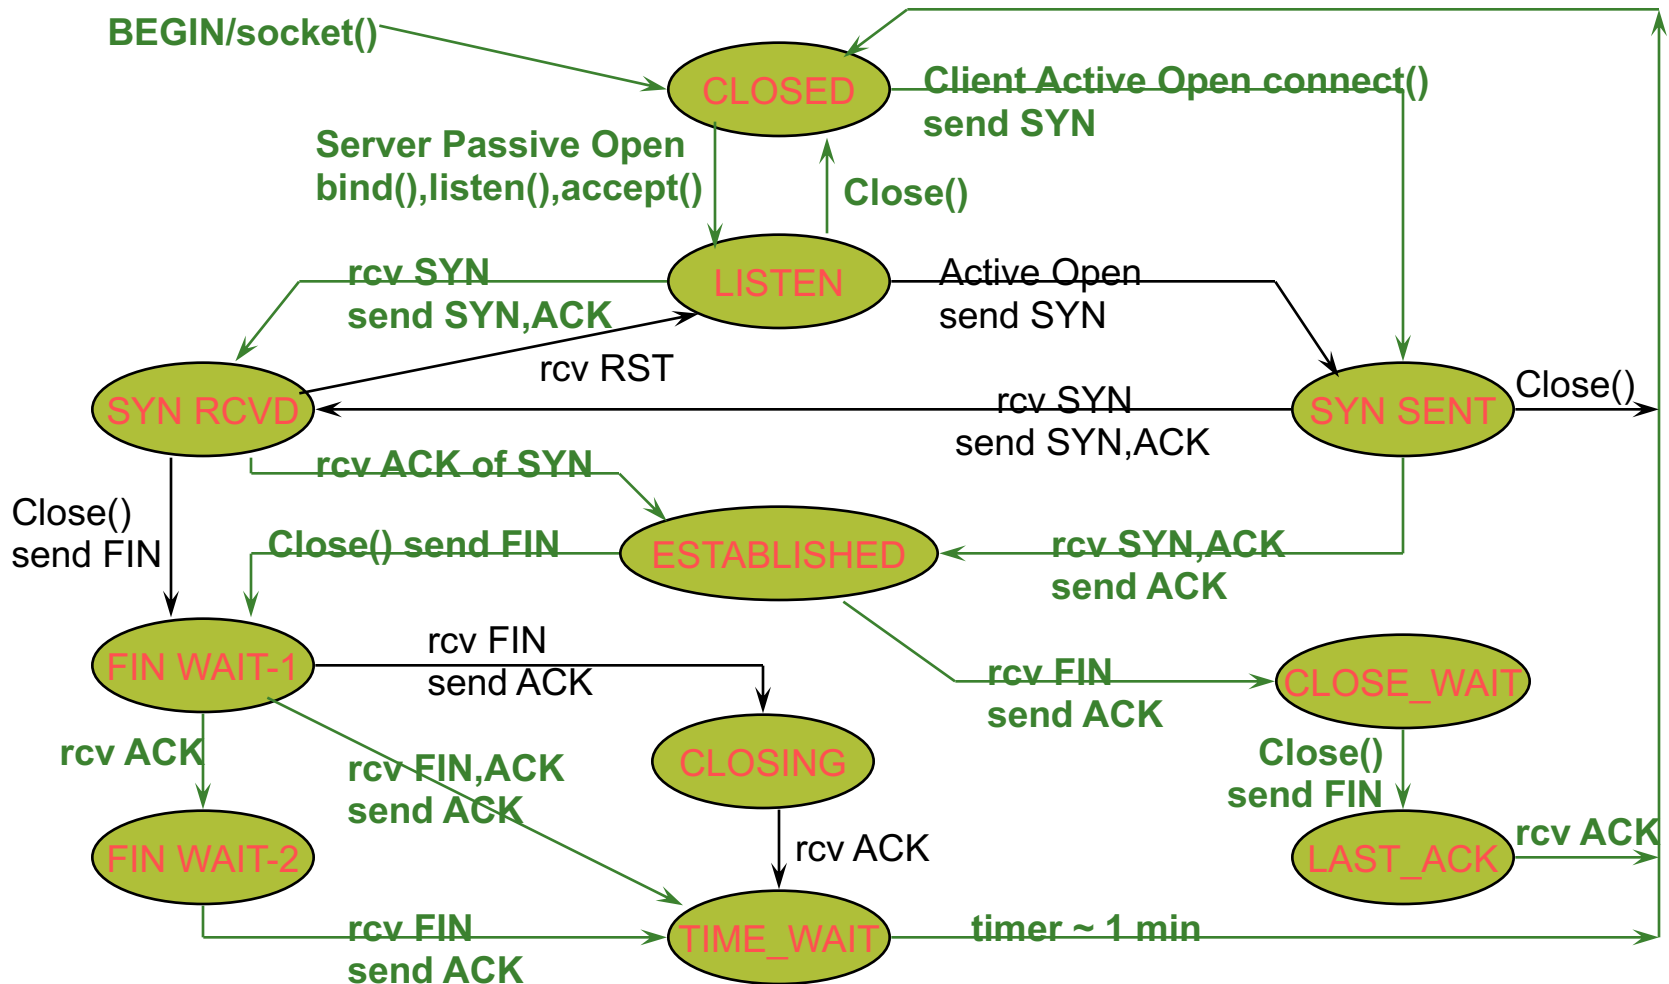 BEGIN/socket()
CLOSED
Client Active Open connect()
send SYN
Server Passive Open
bind(),listen(),accept()
Close()
rcv SYN
send SYN,ACK
LISTEN
Active Open
send SYN
rcv RST
SYN RCVD
rcv SYN
send SYN,ACK
SYN SENT
Close()
rcv ACK of SYN
Close()
send FIN
Close() send FIN
ESTABLISHED
rcv SYN,ACK
send ACK
FIN WAIT-1
rcv FIN
send ACK
rcv FIN
send ACK
CLOSE_WAIT
rcv ACK
rcv FIN,ACK
send ACK
CLOSING
Close()
send FIN
FIN WAIT-2
rcv ACK
LAST_ACK
rcv ACK
rcv FIN
send ACK
TIME_WAIT
timer ~ 1 min